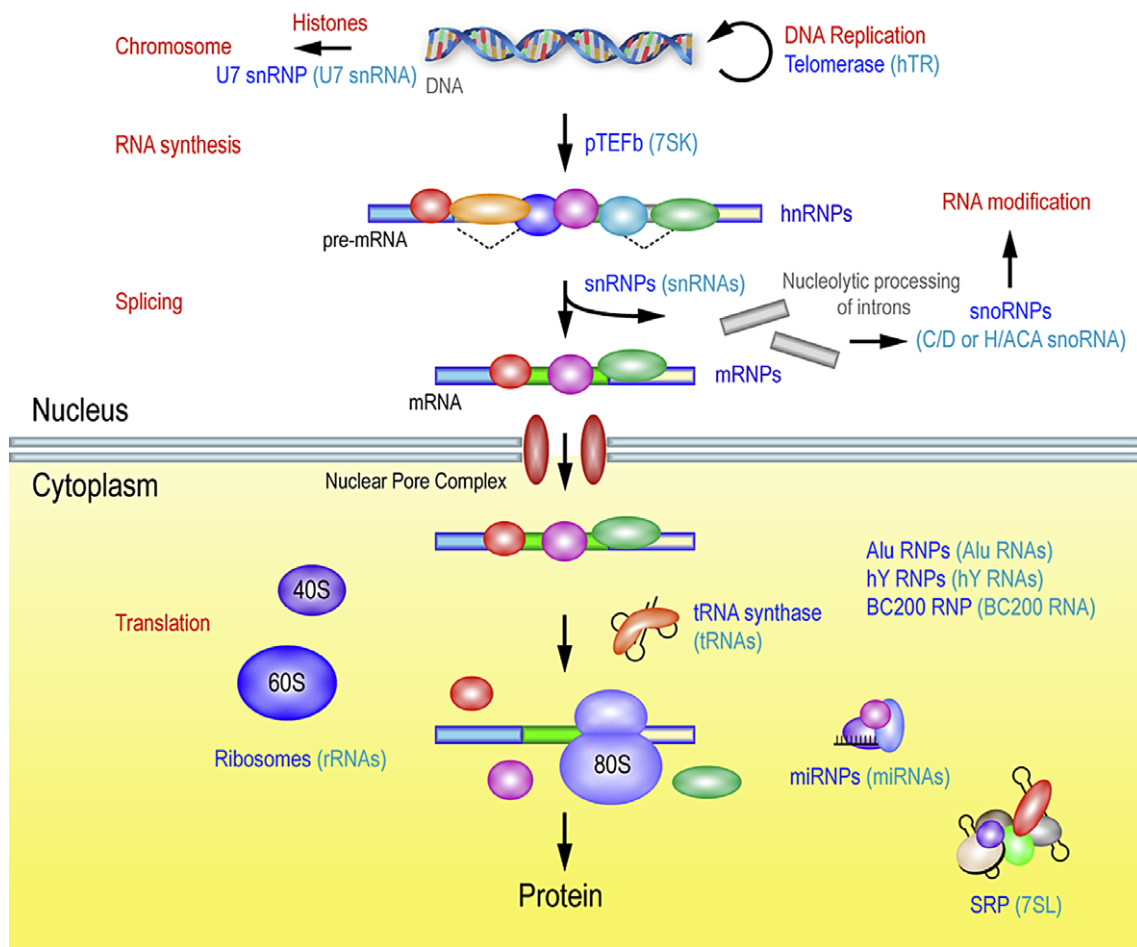 Histones
Chromosome
U7 snRNP (U7 snRNA)
DNA
DNA Replication
Telomerase (hTR)
RNA synthesis
pTEFb (7SK)
hnRNPs
pre-mRNA
RNA modification
Splicing
snRNPs (snRNAs)
Nucleolytic processing
of introns
snoRNPs
(C/D or H/ACA snoRNA)
mRNPs
mRNA
Nucleus
Cytoplasm
Nuclear Pore Complex
Alu RNPs (Alu RNAs)
hY RNPs (hY RNAs)
BC200 RNP (BC200 RNA)
40S
Translation
tRNA synthase
(tRNAs)
60S
Ribosomes (rRNAs)
80S
miRNPs (miRNAs)
Protein
SRP (7SL)